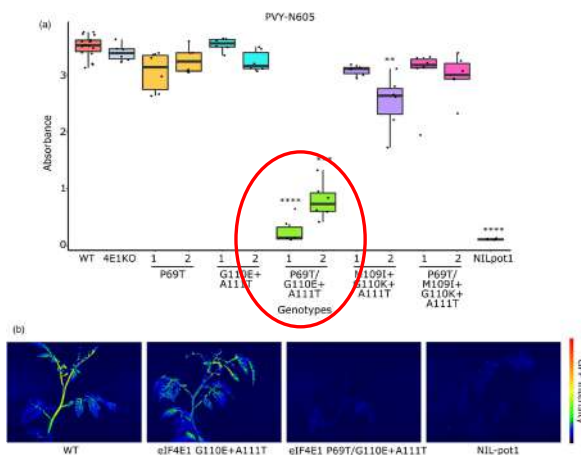 PVY-N605
(a)
Absorbance
3
2
1
0
**
****
****
****
WT 4E1KO 1 2 1 2 1 2 1 2 1 2 NILpot1
P69T G110E+ A111T P69T/ G110E+ A111T M109I+ G110K+ A111T P69T/ M109I+ G110K+ A111T
Genotypes
(b)
WT eIF4E1 G110E+A111T eIF4E1 P69T/G110E+A111T NIL-pot1